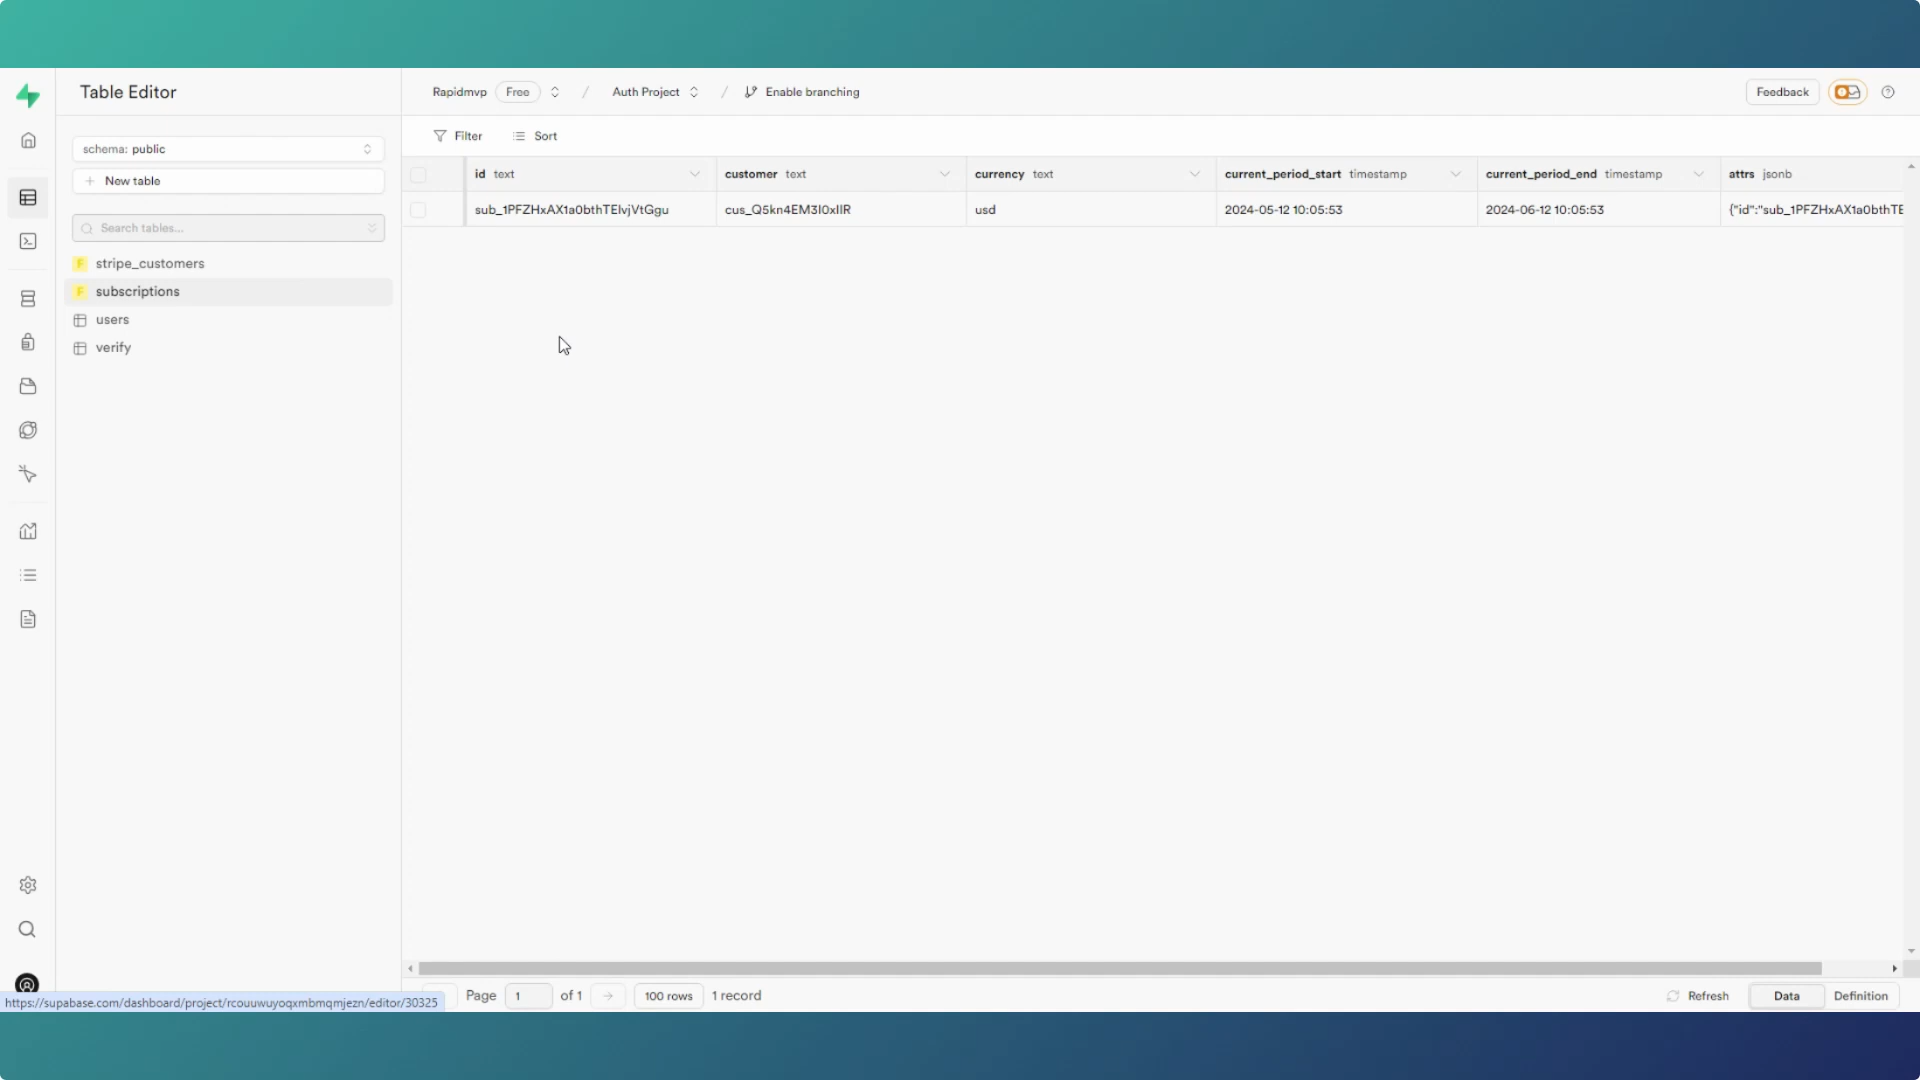 Table Editor
Rapidmvp Free / Auth Project / Enable branching
Feedback
schema: public
Filter Sort
New table
id text customer text currency text current_period_start timestamp current_period_end timestamp attrs jsonb
sub_1PFZHxAX1a0bthTElvjVtGgu cus_Q5kn4EM3I0xIlR usd 2024-05-12 10:05:53 2024-06-12 10:05:53 {"id":"sub_1PFZHxAX1a0bthTE
Search tables...
F stripe_customers
F subscriptions
users
verify
https://supabase.com/dashboard/project/rcouuwuyoqxmbmqmjezn/editor/30325
Page 1 of 1 100 rows 1 record Refresh Data Definition